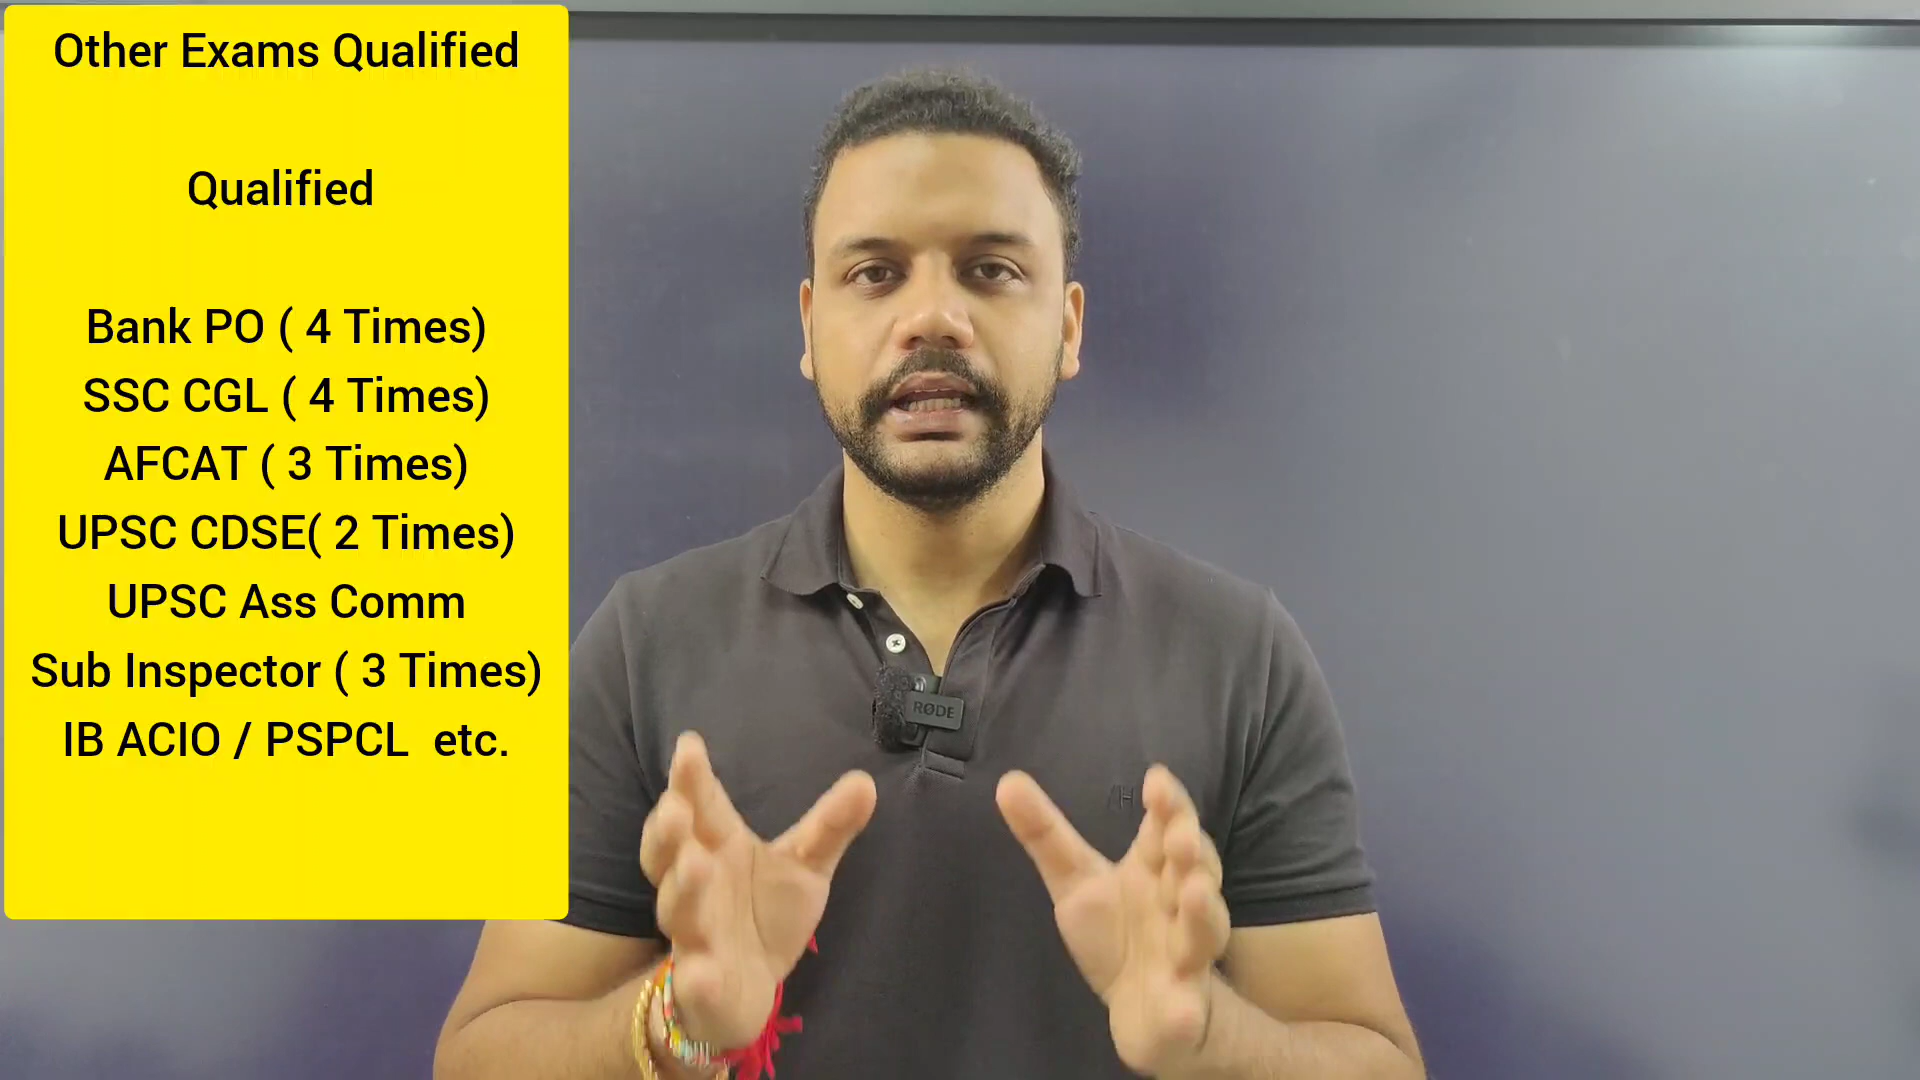 Other Exams Qualified
Qualified
Bank PO ( 4 Times)
SSC CGL ( 4 Times)
AFCAT ( 3 Times)
UPSC CDSE( 2 Times)
UPSC Ass Comm
Sub Inspector ( 3 Times)
IB ACIO / PSPCL etc.
RØDE
H